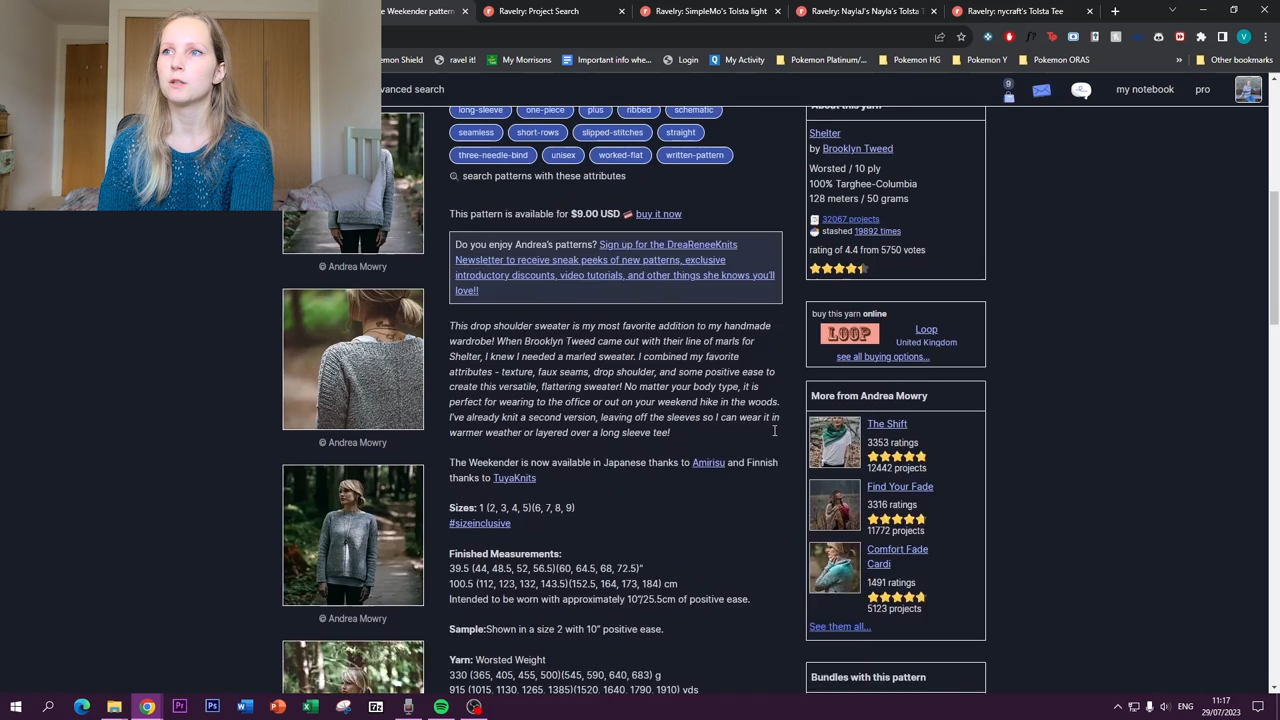 Weekender pattern
Ravelry: Project Search
Ravelry: SimpleMo's Tolsta light
Ravelry: NaylaJ's Nayla's Tolsta T
Ravelry: nycraft's Tolsta Tee
Pokemon Shield
ravel it!
My Morrisons
Important info whe...
Login
My Activity
Pokemon Platinum/...
Pokemon HG
Pokemon Y
Pokemon ORAS
Other bookmarks
vanced search
my notebook
pro
long-sleeve
one-piece
plus
ribbed
schematic
seamless
short-rows
slipped-stitches
straight
three-needle-bind
unisex
worked-flat
written-pattern
search patterns with these attributes
This pattern is available for $9.00 USD buy it now
Do you enjoy Andrea's patterns? Sign up for the DreaReneeKnits
Newsletter to receive sneak peeks of new patterns, exclusive
introductory discounts, video tutorials, and other things she knows you'll
love!!
This drop shoulder sweater is my most favorite addition to my handmade
wardrobe! When Brooklyn Tweed came out with their line of marls for
Shelter, I knew I needed a marled sweater. I combined my favorite
attributes - texture, faux seams, drop shoulder, and some positive ease to
create this versatile, flattering sweater! No matter your body type, it is
perfect for wearing to the office or out on your weekend hike in the woods.
I've already knit a second version, leaving off the sleeves so I can wear it in
warmer weather or layered over a long sleeve tee!
The Weekender is now available in Japanese thanks to Amirisu and Finnish
thanks to TuyaKnits
Sizes: 1 (2, 3, 4, 5)(6, 7, 8, 9)
#sizeinclusive
Finished Measurements:
39.5 (44, 48.5, 52, 56.5)(60, 64.5, 68, 72.5)"
100.5 (112, 123, 132, 143.5)(152.5, 164, 173, 184) cm
Intended to be worn with approximately 10"/25.5cm of positive ease.
Sample:Shown in a size 2 with 10" positive ease.
Yarn: Worsted Weight
330 (365, 405, 455, 500)(545, 590, 640, 683) g
915 (1015, 1130, 1265, 1385)(1520, 1640, 1790, 1910) yds
© Andrea Mowry
© Andrea Mowry
© Andrea Mowry
About this yarn
Shelter
by Brooklyn Tweed
Worsted / 10 ply
100% Targhee-Columbia
128 meters / 50 grams
32067 projects
stashed 19892 times
rating of 4.4 from 5750 votes
buy this yarn online
LOOP
Loop
United Kingdom
see all buying options...
More from Andrea Mowry
The Shift
3353 ratings
12442 projects
Find Your Fade
3316 ratings
11772 projects
Comfort Fade
Cardi
1491 ratings
5123 projects
See them all...
Bundles with this pattern
ENG
11:17
29/07/2023